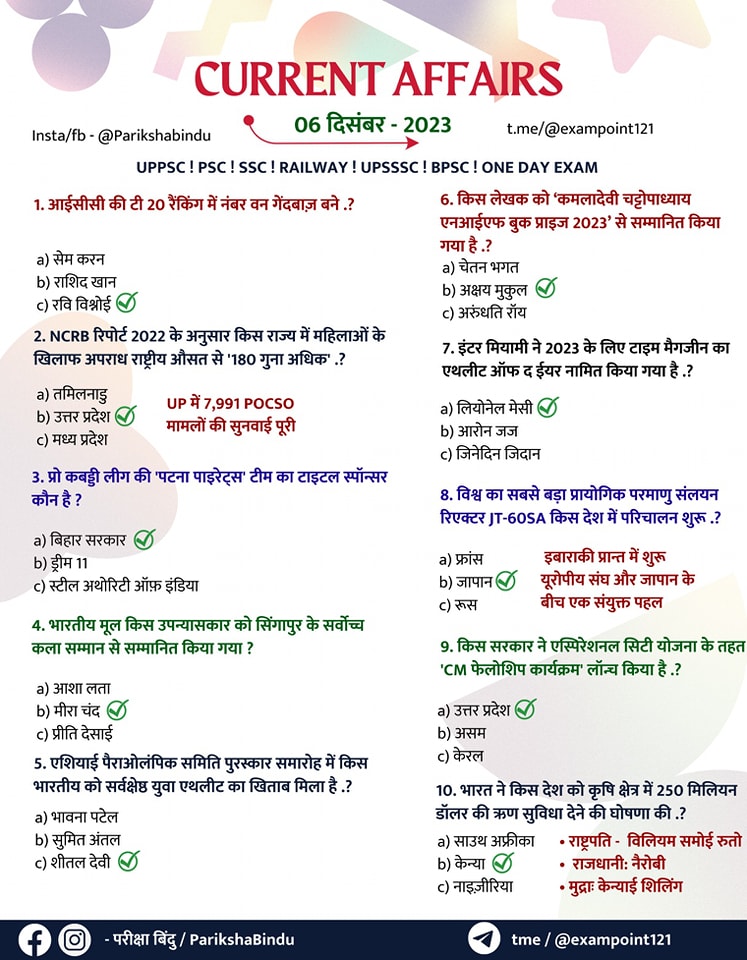 CURRENT AFFAIRS
Insta/fb - @Parikshabindu
06 दिसंबर - 2023
t.me/@exampoint121
UPPSC ! PSC ! SSC ! RAILWAY ! UPSSSC ! BPSC ! ONE DAY EXAM
1. आईसीसी की टी 20 रैंकिंग में नंबर वन गेंदबाज़ बने .?
a) सेम करन
b) राशिद खान
c) रवि विश्नोई
2. NCRB रिपोर्ट 2022 के अनुसार किस राज्य में महिलाओं के
खिलाफ अपराध राष्ट्रीय औसत से '180 गुना अधिक' .?
a) तमिलनाडु
b) उत्तर प्रदेश
c) मध्य प्रदेश
UP में 7,991 POCSO
मामलों की सुनवाई पूरी
3. प्रो कबड्डी लीग की 'पटना पाइरेट्स' टीम का टाइटल स्पॉन्सर
कौन है ?
a) बिहार सरकार
b) ड्रीम 11
c) स्टील अथोरिटी ऑफ़ इंडिया
4. भारतीय मूल किस उपन्यासकार को सिंगापुर के सर्वोच्च
कला सम्मान से सम्मानित किया गया ?
a) आशा लता
b) मीरा चंद
c) प्रीति देसाई
5. एशियाई पैराओलंपिक समिति पुरस्कार समारोह में किस
भारतीय को सर्वक्षेष्ठ युवा एथलीट का खिताब मिला है .?
a) भावना पटेल
b) सुमित अंतल
c) शीतल देवी
6. किस लेखक को ‘कमलादेवी चट्टोपाध्याय
एनआईएफ बुक प्राइज 2023’ से सम्मानित किया
गया है .?
a) चेतन भगत
b) अक्षय मुकुल
c) अरुंधति रॉय
7. इंटर मियामी ने 2023 के लिए टाइम मैगजीन का
एथलीट ऑफ द ईयर नामित किया गया है .?
a) लियोनेल मेसी
b) आरोन जज
c) जिनेदिन जिदान
8. विश्व का सबसे बड़ा प्रायोगिक परमाणु संलयन
रिएक्टर JT-60SA किस देश में परिचालन शुरू .?
a) फ्रांस
b) जापान
c) रूस
इबाराकी प्रान्त में शुरू
यूरोपीय संघ और जापान के
बीच एक संयुक्त पहल
9. किस सरकार ने एस्पिरेशनल सिटी योजना के तहत
'CM फेलोशिप कार्यक्रम' लॉन्च किया है .?
a) उत्तर प्रदेश
b) असम
c) केरल
10. भारत ने किस देश को कृषि क्षेत्र में 250 मिलियन
डॉलर की ऋण सुविधा देने की घोषणा की .?
a) साउथ अफ्रीका
b) केन्या
c) नाइज़ीरिया
• राष्ट्रपति - विलियम समोई रुतो
• राजधानी: नैरोबी
• मुद्राः केन्याई शिलिंग
- परीक्षा बिंदु / ParikshaBindu
tme / @exampoint121